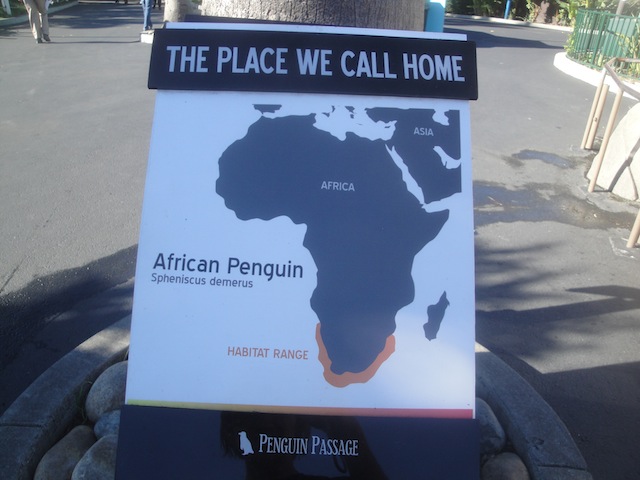 THE PLACE WE CALL HOME
ASIA
AFRICA
African Penguin
Spheniscus demerus
HABITAT RANGE
PENGUIN PASSAGE